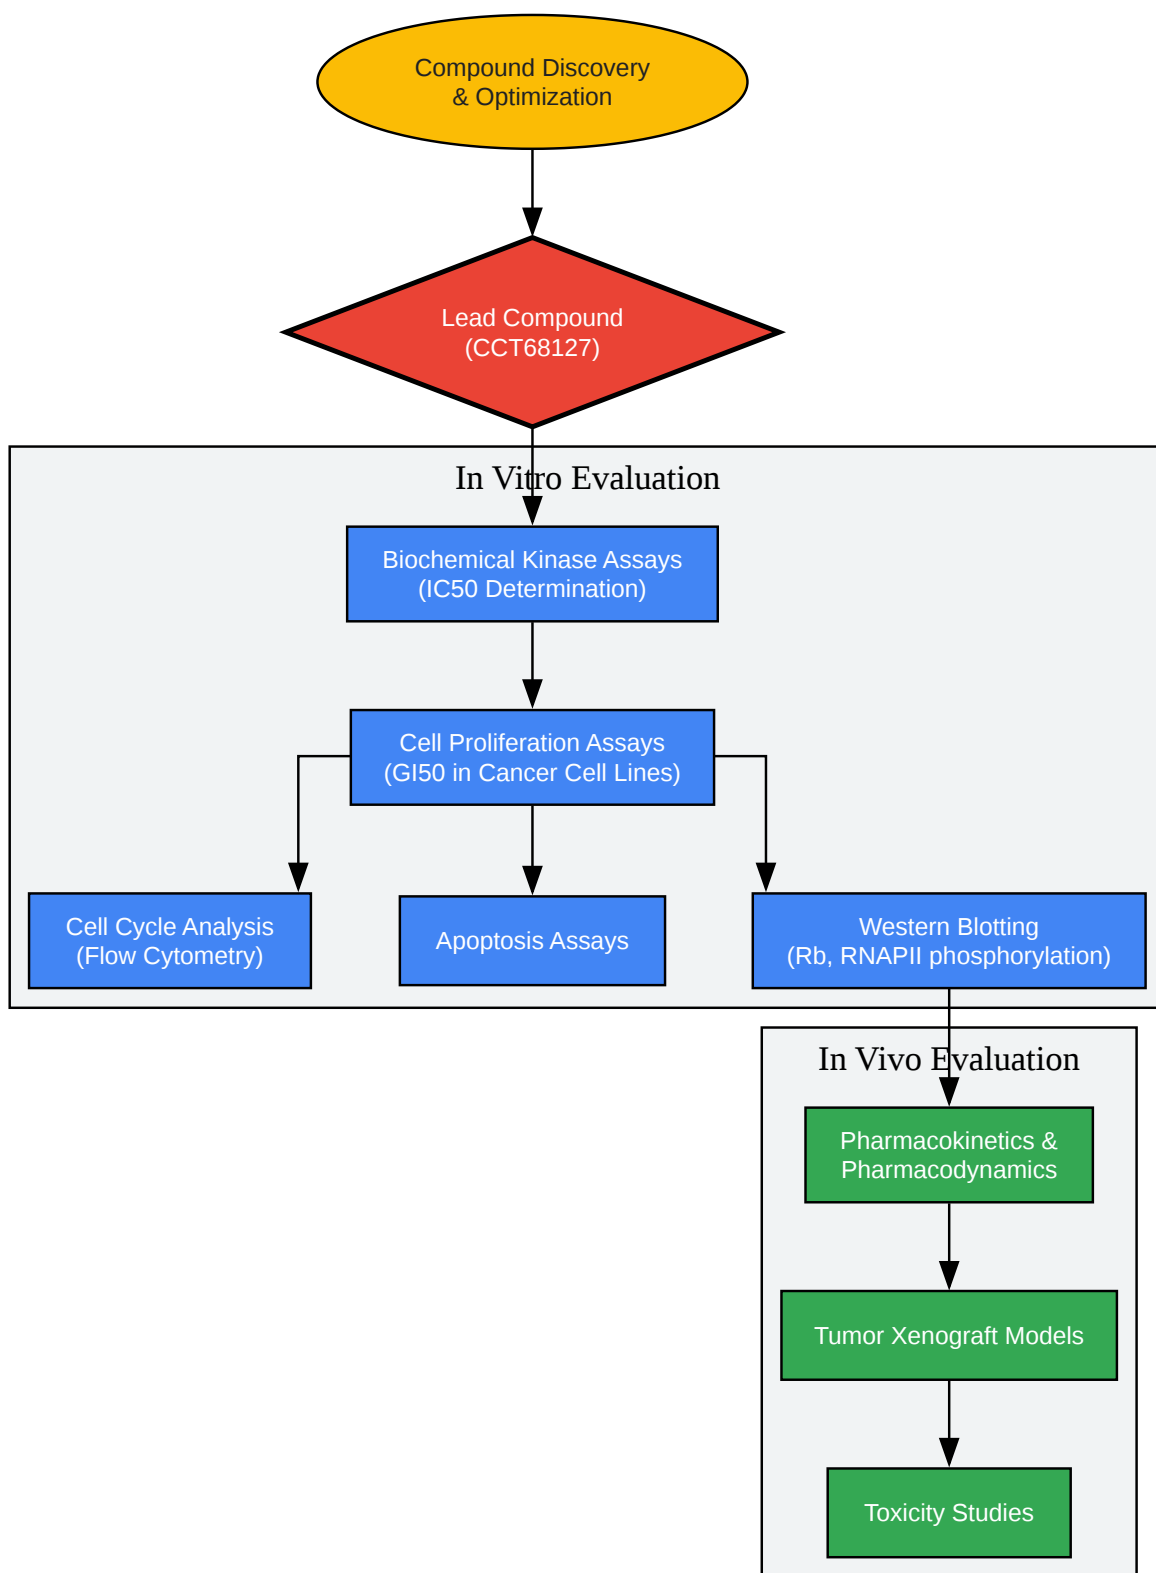 Compound Discovery
& Optimization
Lead Compound
(CCT68127)
In Vitro Evaluation
Biochemical Kinase Assays
(IC50 Determination)
Cell Proliferation Assays
(GI50 in Cancer Cell Lines)
Cell Cycle Analysis
(Flow Cytometry)
Apoptosis Assays
Western Blotting
(Rb, RNAPII phosphorylation)
In Vivo Evaluation
Pharmacokinetics &
Pharmacodynamics
Tumor Xenograft Models
Toxicity Studies